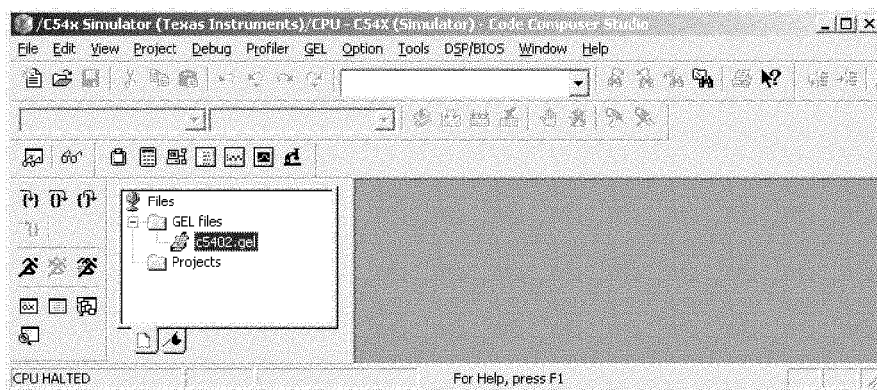 /C54x Simulator (Texas Instruments)/CPU - C54X (Simulator) - Code Composer Studio
File Edit View Project Debug Profiler GEL Option Tools DSP/BIOS Window Help
Files
GEL files
c5402.gel
Projects
CPU HALTED
For Help, press F1